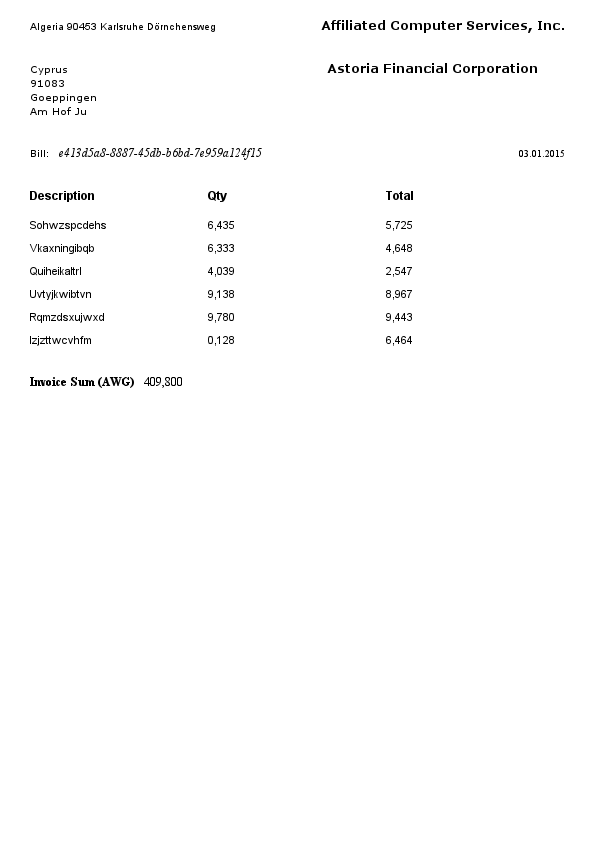 Algeria 90453 Karlsruhe Dörnchensweg
Affiliated Computer Services, Inc.
Cyprus
91083
Goeppingen
Am Hof Ju
Astoria Financial Corporation
Bill: e413d5a8-8887-45db-b6bd-7e959a124f15
03.01.2015
Description Qty Total
Sohwzspcdehs 6,435 5,725
Vkaxningibqb 6,333 4,648
Quiheikaltrl 4,039 2,547
Uvtyjkwibtvn 9,138 8,967
Rqmzdsxujwxd 9,780 9,443
Izjzttwcvhfm 0,128 6,464
Invoice Sum (AWG) 409,800